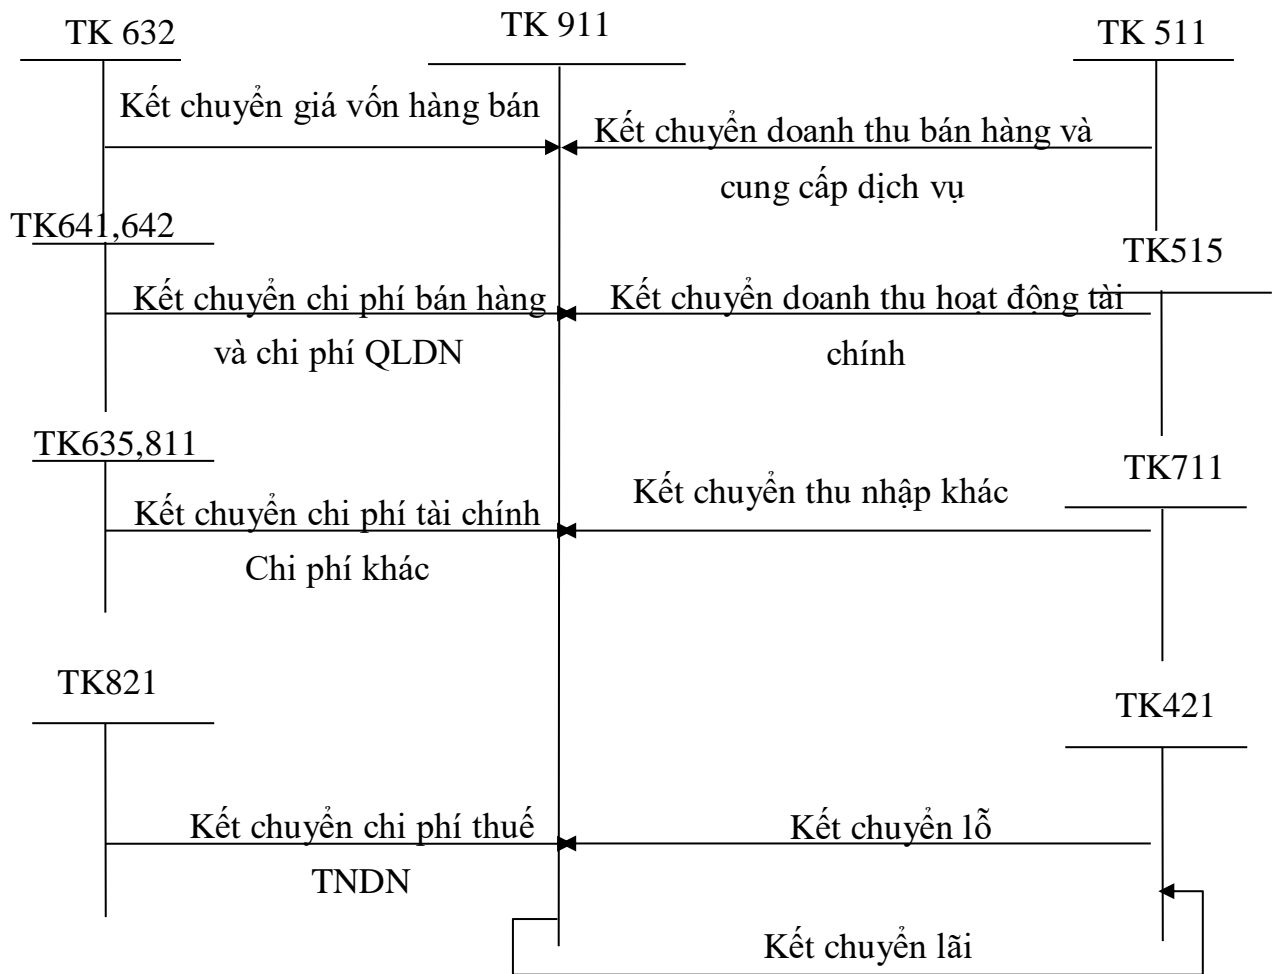 TK 632
TK 911
TK 511
Kết chuyển giá vốn hàng bán
Kết chuyển doanh thu bán hàng và
cung cấp dịch vụ
TK641,642
TK515
Kết chuyển chi phí bán hàng
và chi phí QLDN
Kết chuyển doanh thu hoạt động tài
chính
TK635,811
TK711
Kết chuyển chi phí tài chính
Chi phí khác
Kết chuyển thu nhập khác
TK821
TK421
Kết chuyển chi phí thuế
TNDN
Kết chuyển lỗ
Kết chuyển lãi